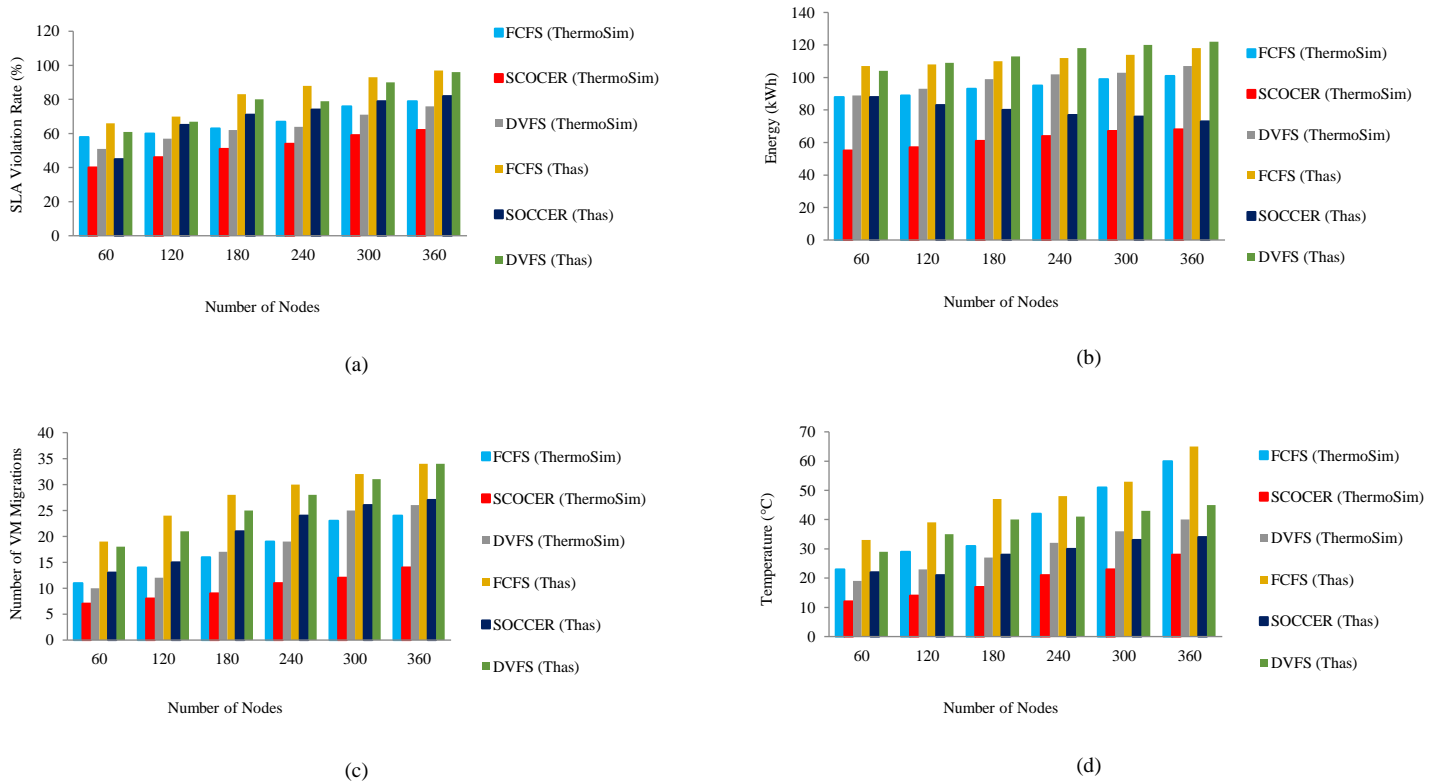 120
100
80
60
40
20
0
SLA Violation Rate (%)
60 120 180 240 300 360
Number of Nodes
FCFS (ThermoSim)
SCOCER (ThermoSim)
DVFS (ThermoSim)
FCFS (Thas)
SOCCER (Thas)
DVFS (Thas)
(a)
140
120
100
80
60
40
20
0
Energy (kWh)
60 120 180 240 300 360
Number of Nodes
FCFS (ThermoSim)
SCOCER (ThermoSim)
DVFS (ThermoSim)
FCFS (Thas)
SOCCER (Thas)
DVFS (Thas)
(b)
40
35
30
25
20
15
10
5
0
Number of VM Migrations
60 120 180 240 300 360
Number of Nodes
FCFS (ThermoSim)
SCOCER (ThermoSim)
DVFS (ThermoSim)
FCFS (Thas)
SOCCER (Thas)
DVFS (Thas)
(c)
70
60
50
40
30
20
10
0
Temperature (°C)
60 120 180 240 300 360
Number of Nodes
FCFS (ThermoSim)
SCOCER (ThermoSim)
DVFS (ThermoSim)
FCFS (Thas)
SOCCER (Thas)
DVFS (Thas)
(d)